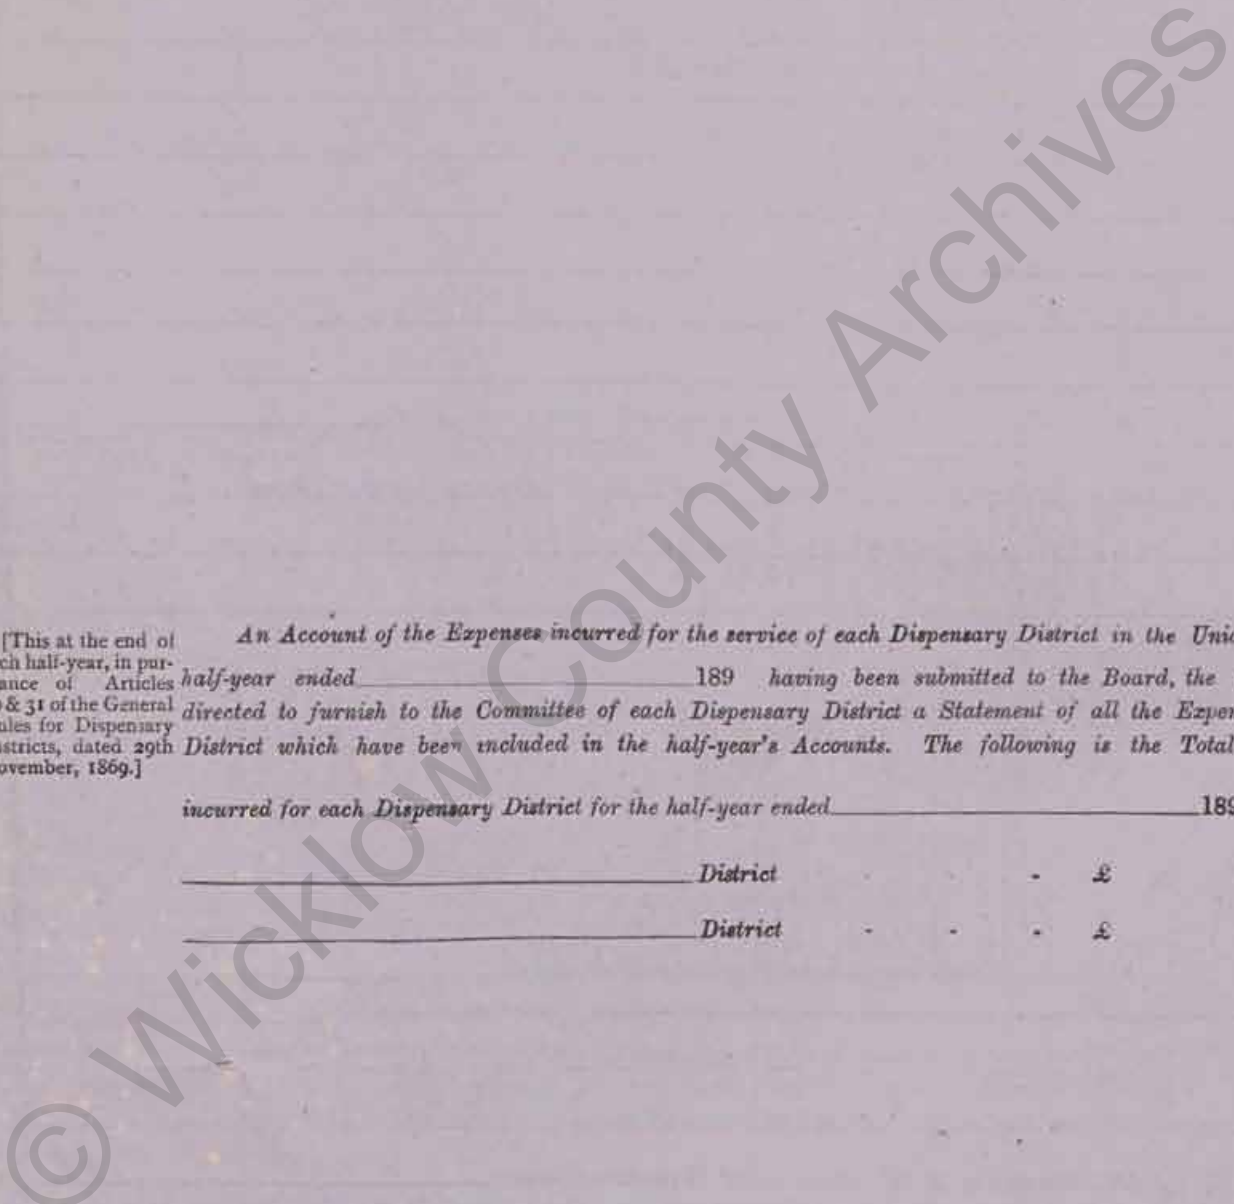 [This at the end of
ch half-year, in pur-
ance of Articles
& 31 of the General
ules for Dispensary
stricts, dated 29th
ovember, 1869.]
An Account of the Expenses incurred for the service of each Dispensary District in the Unio
half-year ended 189 having been submitted to the Board, the
directed to furnish to the Committee of each Dispensary District a Statement of all the Expen
District which have been included in the half-year's Accounts. The following is the Total
incurred for each Dispensary District for the half-year ended 189
District - - - £
District - - - £
© Wicklow County Archives